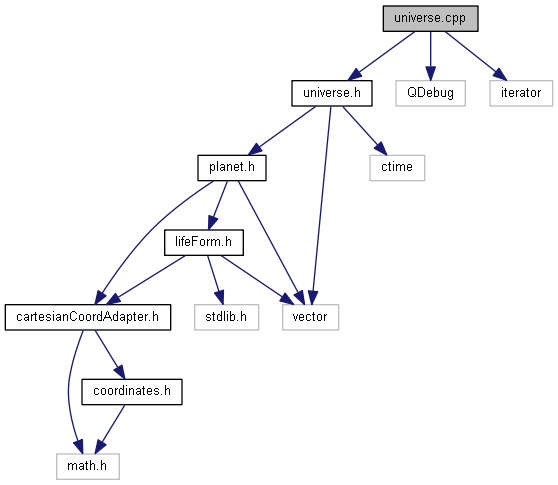 universe.cpp
universe.h
QDebug
iterator
planet.h
ctime
lifeForm.h
cartesianCoordAdapter.h
stdlib.h
vector
coordinates.h
math.h